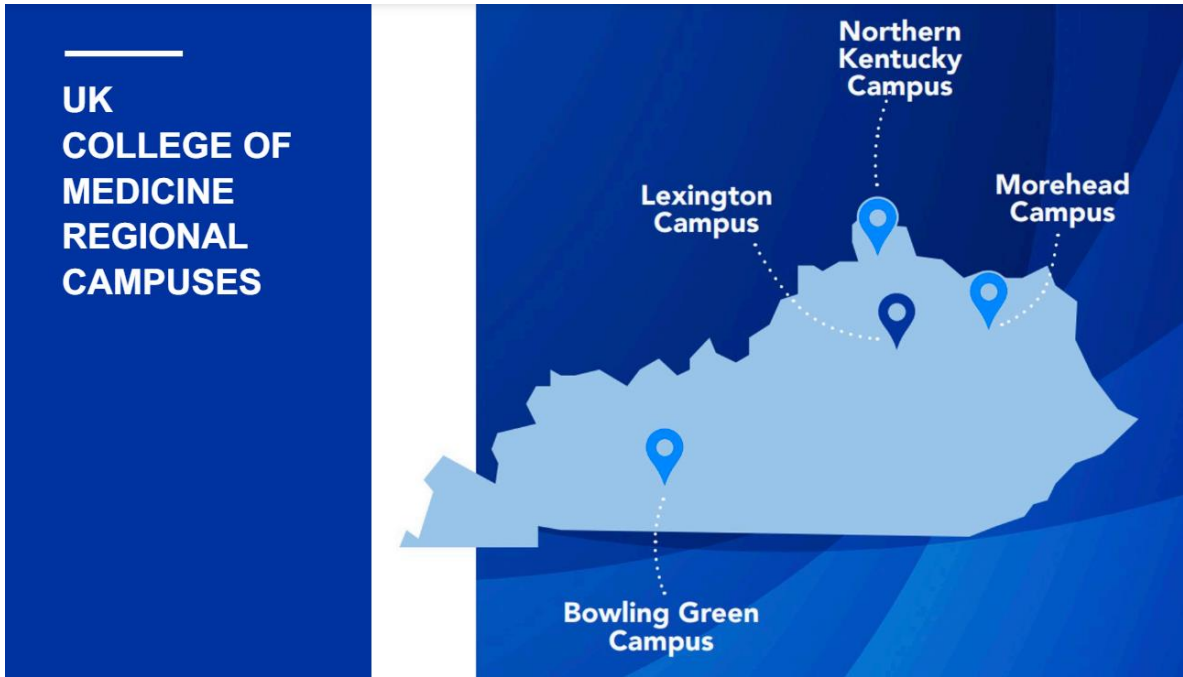 UK
COLLEGE OF
MEDICINE
REGIONAL
CAMPUSES
Northern
Kentucky
Campus
Lexington
Campus
Morehead
Campus
Bowling Green
Campus